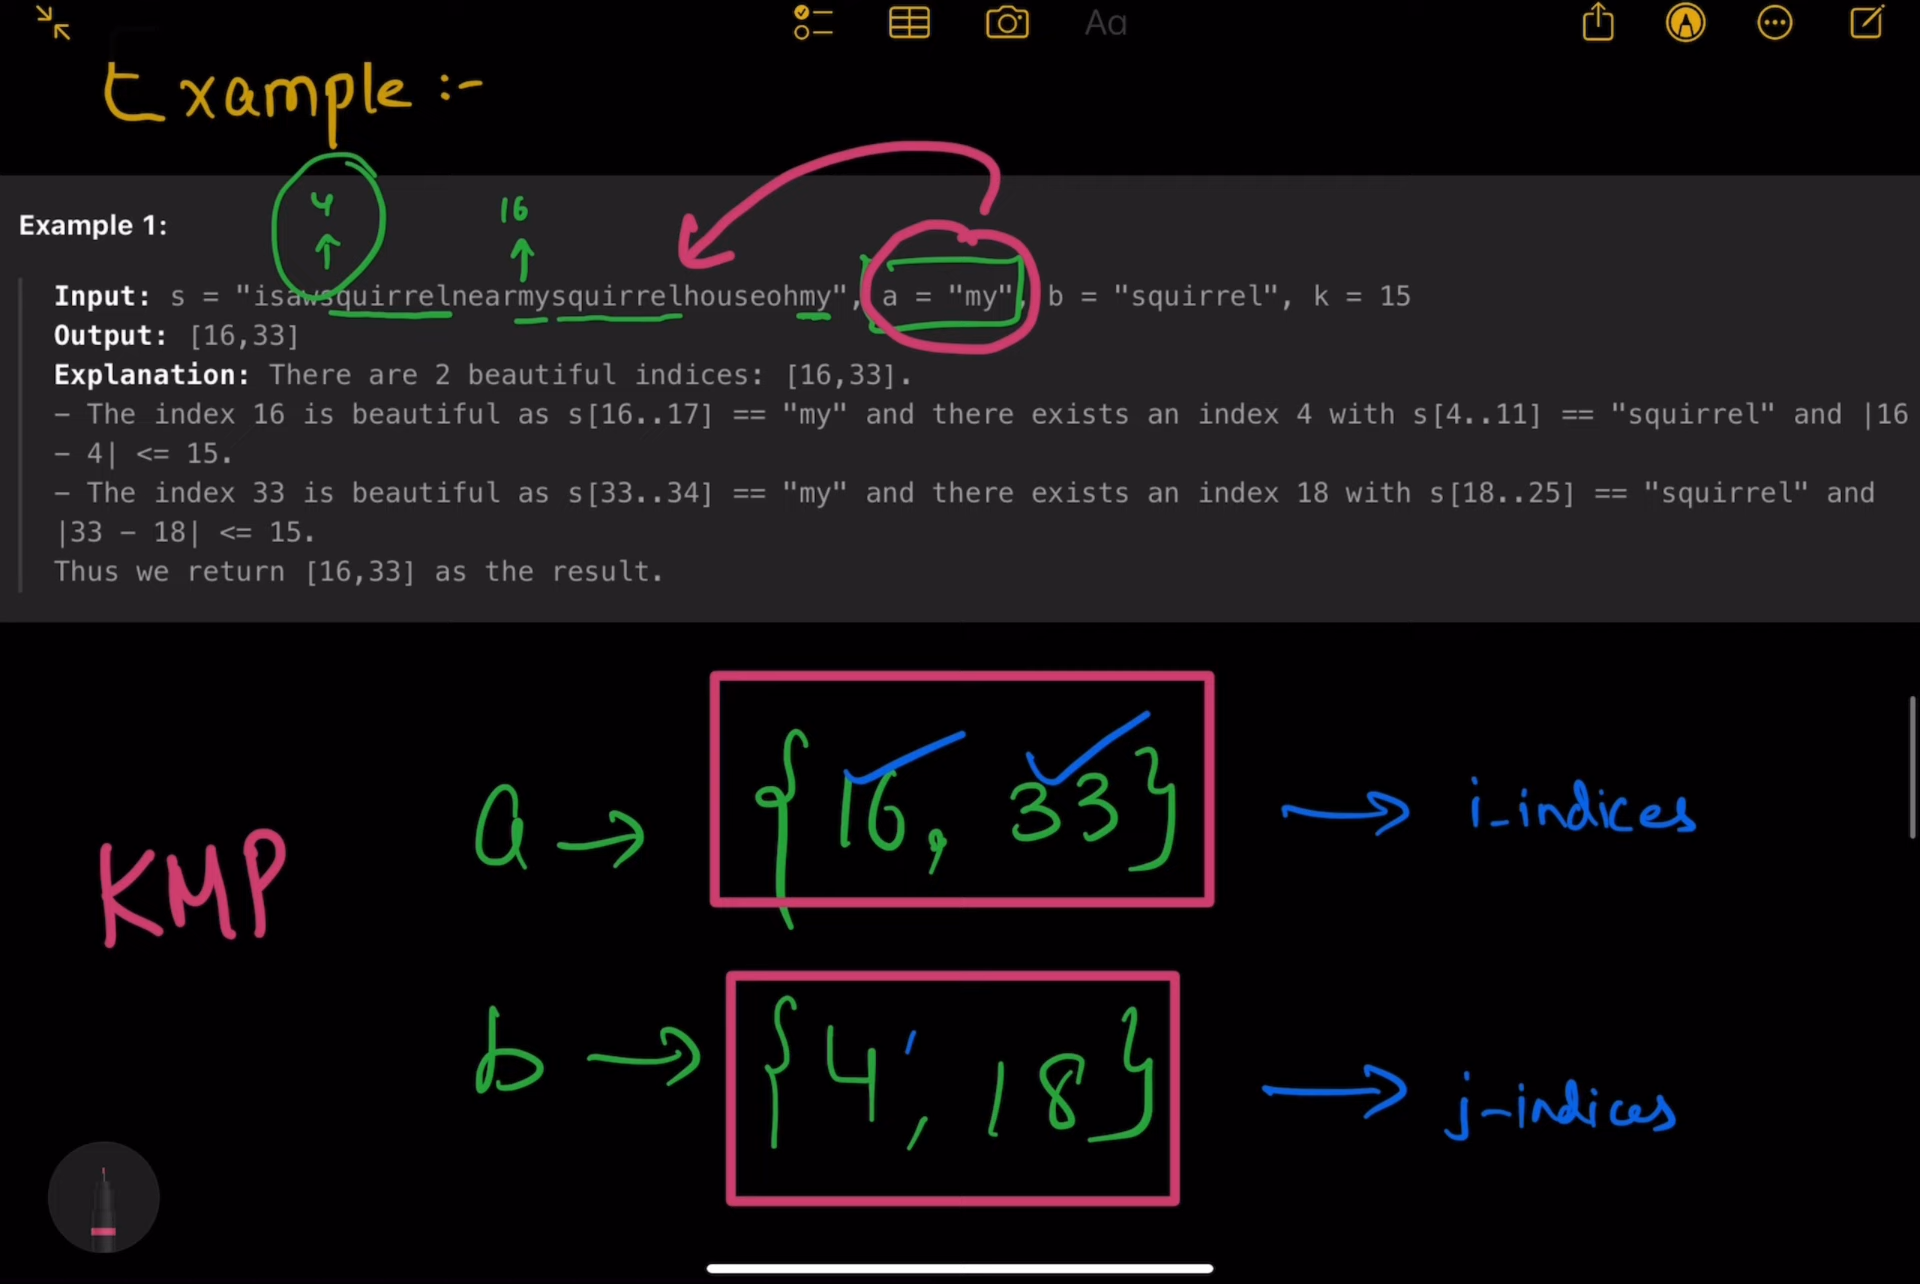 Aa
Example :-
4
16
Example 1:
Input: s = "isawsquirrelnearmysquirrelhouseohmy", a = "my", b = "squirrel", k = 15
Output: [16,33]
Explanation: There are 2 beautiful indices: [16,33].
- The index 16 is beautiful as s[16..17] == "my" and there exists an index 4 with s[4..11] == "squirrel" and |16
- 4| <= 15.
- The index 33 is beautiful as s[33..34] == "my" and there exists an index 18 with s[18..25] == "squirrel" and
|33 - 18| <= 15.
Thus we return [16,33] as the result.
a → {16, 33} → i-indices
KMP
b → {4, 18} → j-indices